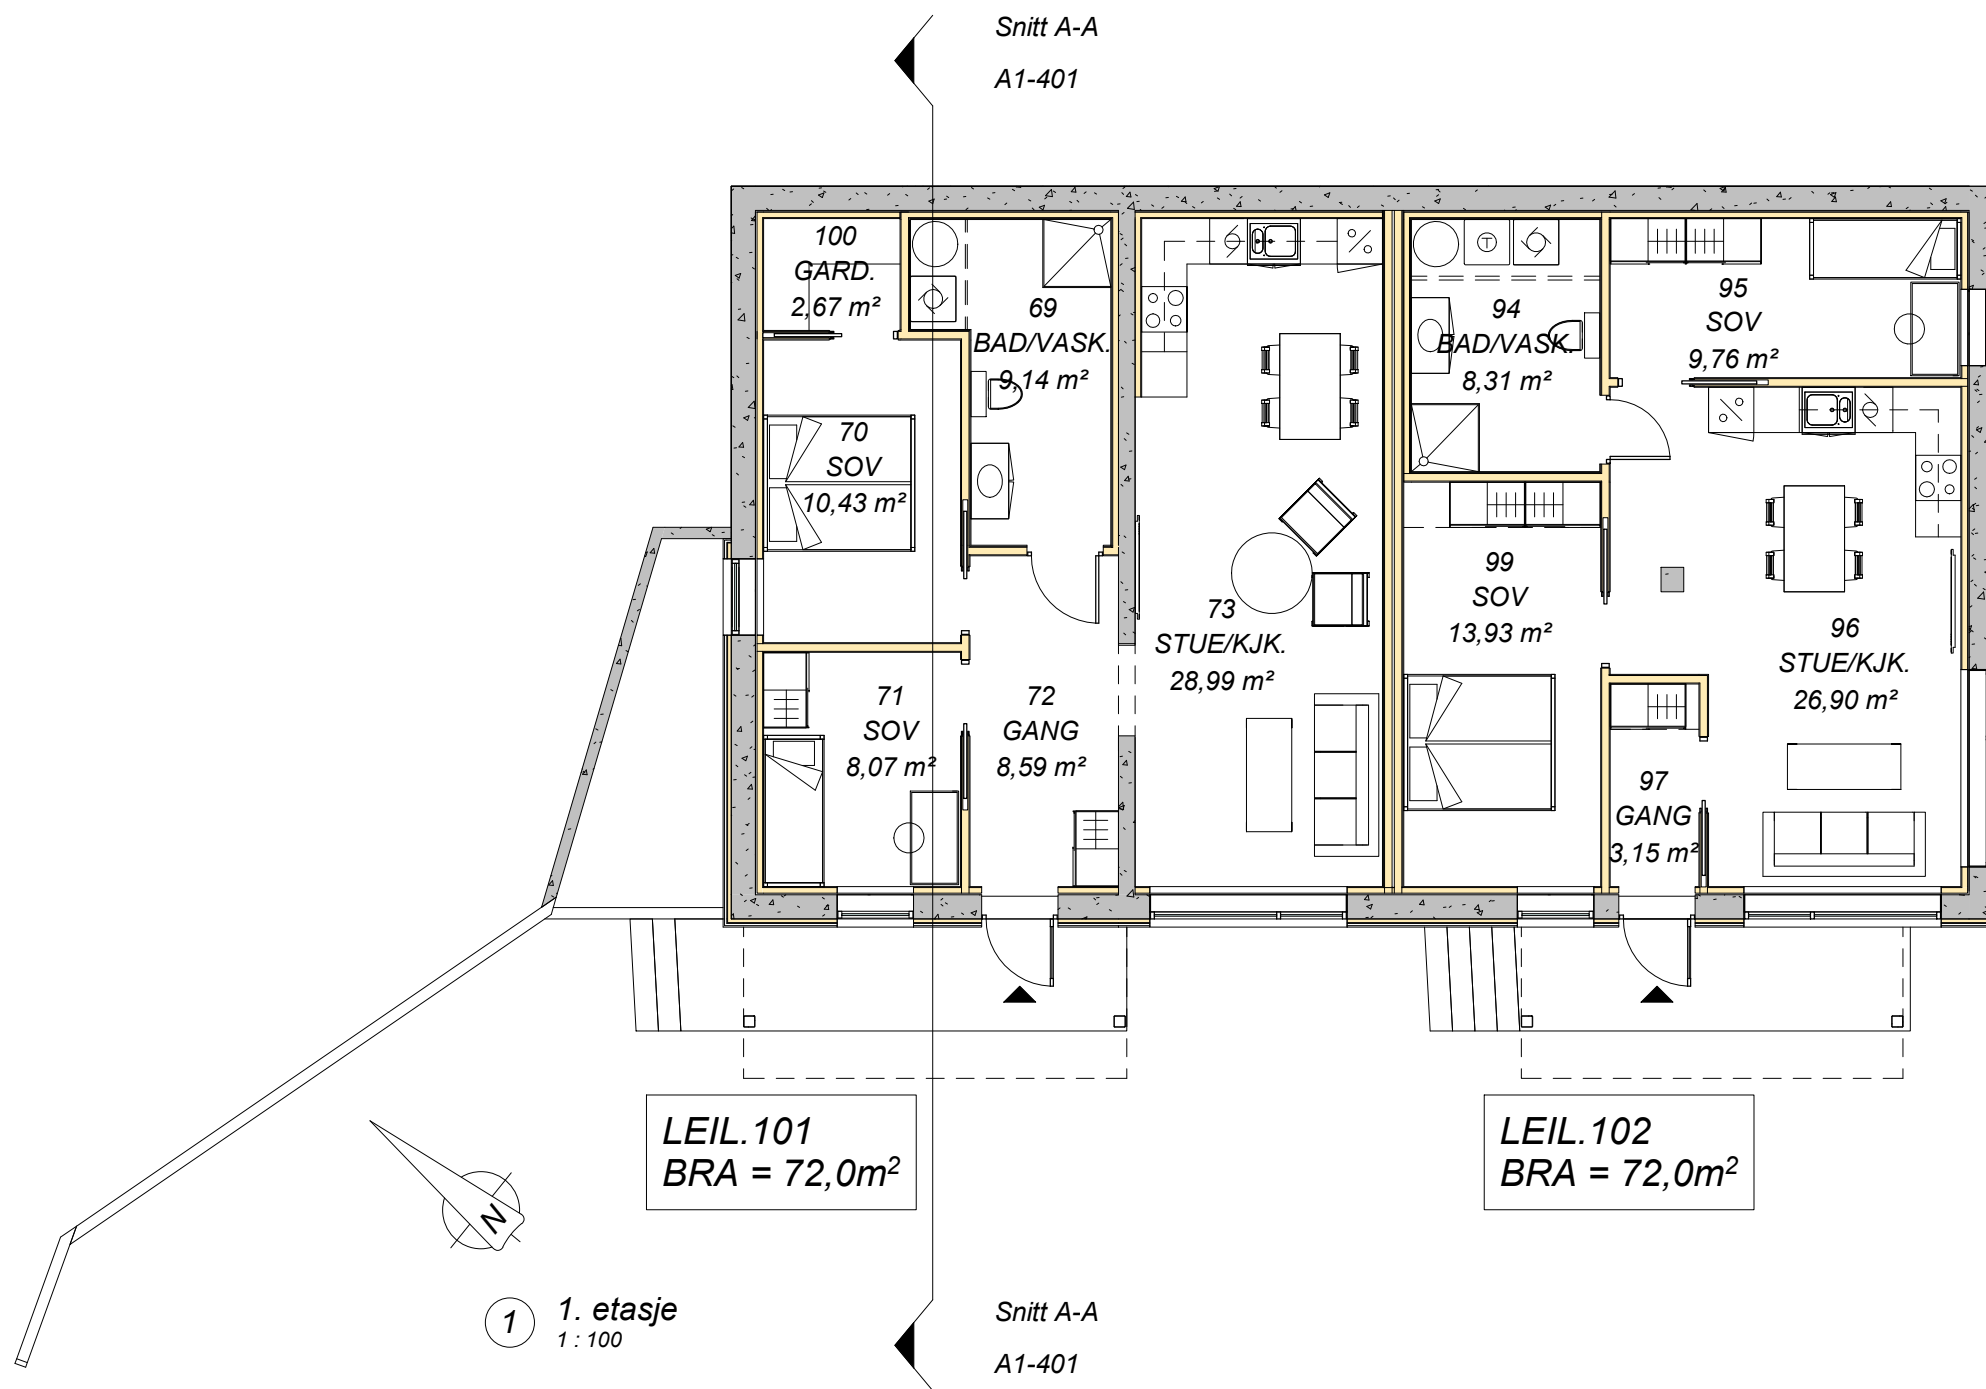 Snitt A-A
A1-401
100
GARD.
2,67 m²
69
BAD/VASK.
9,14 m²
70
SOV
10,43 m²
71
SOV
8,07 m²
72
GANG
8,59 m²
73
STUE/KJK.
28,99 m²
94
BAD/VASK.
8,31 m²
95
SOV
9,76 m²
99
SOV
13,93 m²
96
STUE/KJK.
26,90 m²
97
GANG
3,15 m²
T
LEIL.101
BRA = 72,0m²
LEIL.102
BRA = 72,0m²
N
1
1. etasje
1 : 100
Snitt A-A
A1-401